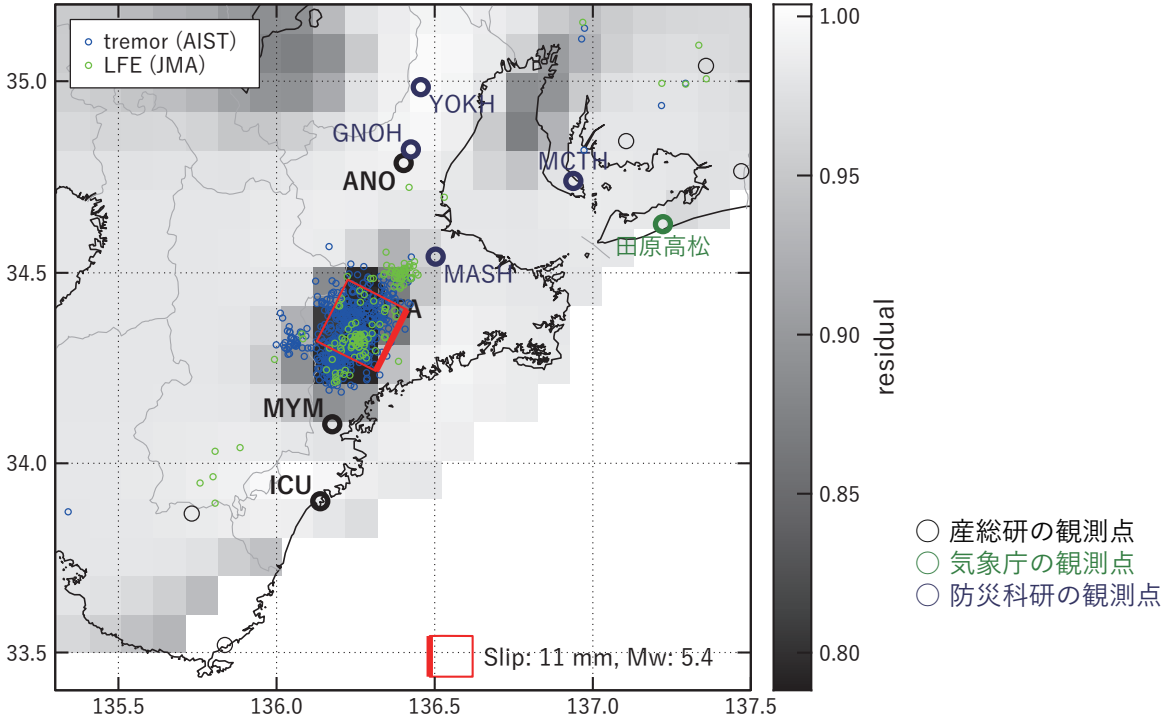 tremor (AIST)
LFE (JMA)
YOKH
GNOH
ANO
MCTH
田原高松
MASH
A
MYM
ICU
Slip: 11 mm, Mw: 5.4
35.0
34.5
34.0
33.5
135.5
136.0
136.5
137.0
137.5
1.00
0.95
0.90
0.85
0.80
residual
産総研の観測点
気象庁の観測点
防災科研の観測点